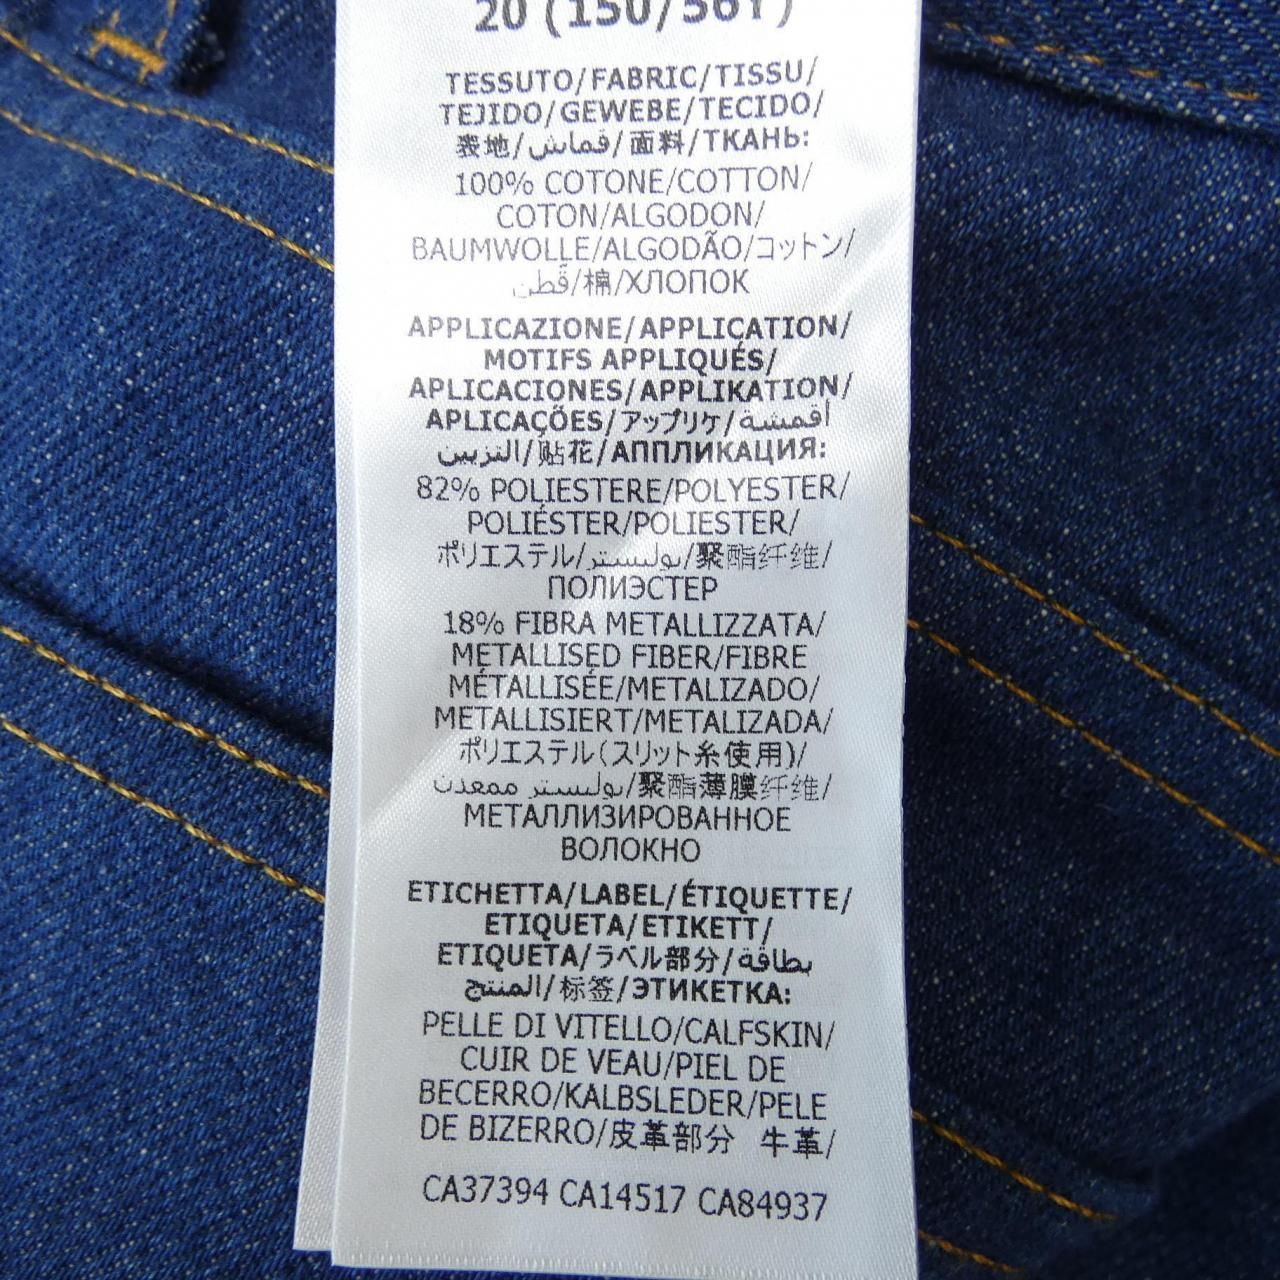 20 (150/56Y)
TESSUTO/FABRIC/TISSU/
TEJIDO/GEWEBE/TECIDO/
表地/قماش/面料/ТКАНЬ:
100% COTONE/COTTON/
COTON/ALGODON/
BAUMWOLLE/ALGODÃO/コットン/
قطن/棉/ХЛОПОК
APPLICAZIONE/APPLICATION/
MOTIFS APPLIQUÉS/
APLICACIONES/APPLIKATION/
APLICAÇÕES/アップリケ/أقمشة
التزيين/贴花/АППЛИКАЦИЯ:
82% POLIESTERE/POLYESTER/
POLIÉSTER/POLIESTER/
ポリエステル/بوليستر/聚酯纤维/
ПОЛИЭСТЕР
18% FIBRA METALLIZZATA/
METALLISED FIBER/FIBRE
MÉTALLISÉE/METALIZADO/
METALLISIERT/METALIZADA/
ポリエステル(スリット糸使用)/
بوليستر ممعدن/聚酯薄膜纤维/
МЕТАЛЛИЗИРОВАННОЕ
ВОЛОКНО
ETICHETTA/LABEL/ÉTIQUETTE/
ETIQUETA/ETIKETT/
ETIQUETA/ラベル部分/بطاقة
المنتج/标签/ЭТИКЕТКА:
PELLE DI VITELLO/CALFSKIN/
CUIR DE VEAU/PIEL DE
BECERRO/KALBSLEDER/PELE
DE BIZERRO/皮革部分 牛革/
CA37394 CA14517 CA84937